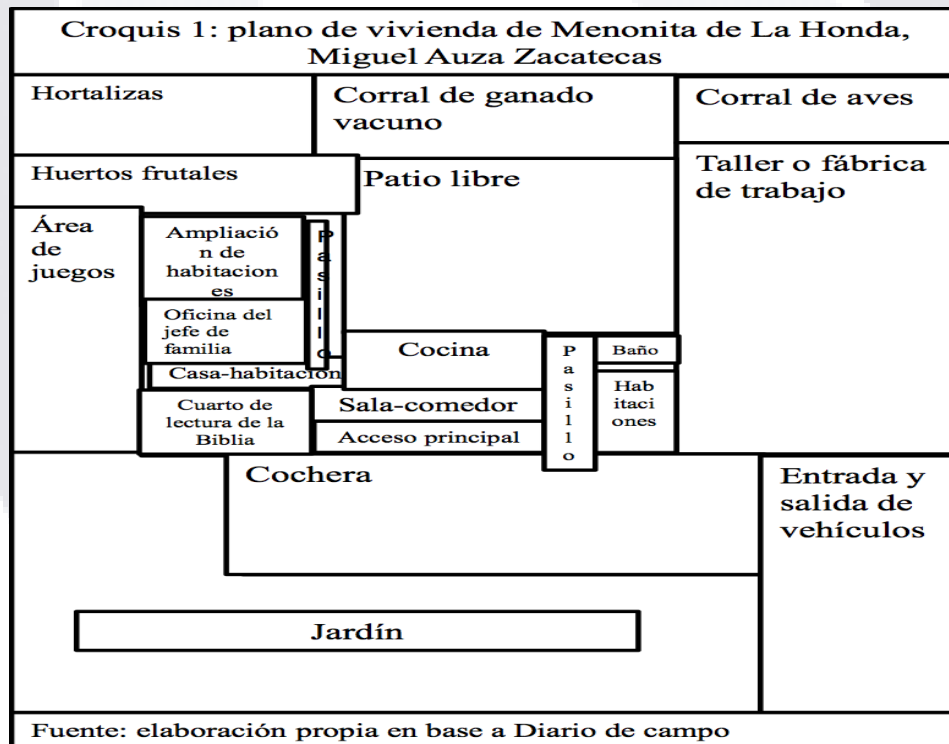 Croquis 1: plano de vivienda de Menonita de La Honda,
Miguel Auza Zacatecas
Hortalizas
Corral de ganado
vacuno
Corral de aves
Huertos frutales
Patio libre
Taller o fábrica
de trabajo
Área
de
juegos
Ampliació
n de
habitacion
es
Pasillo
Oficina del
jefe de
familia
Casa-habitación
Cocina
Pasillo
Baño
Hab
itaci
ones
Cuarto de
lectura de la
Biblia
Sala-comedor
Acceso principal
Cochera
Entrada y
salida de
vehículos
Jardín
Fuente: elaboración propia en base a Diario de campo